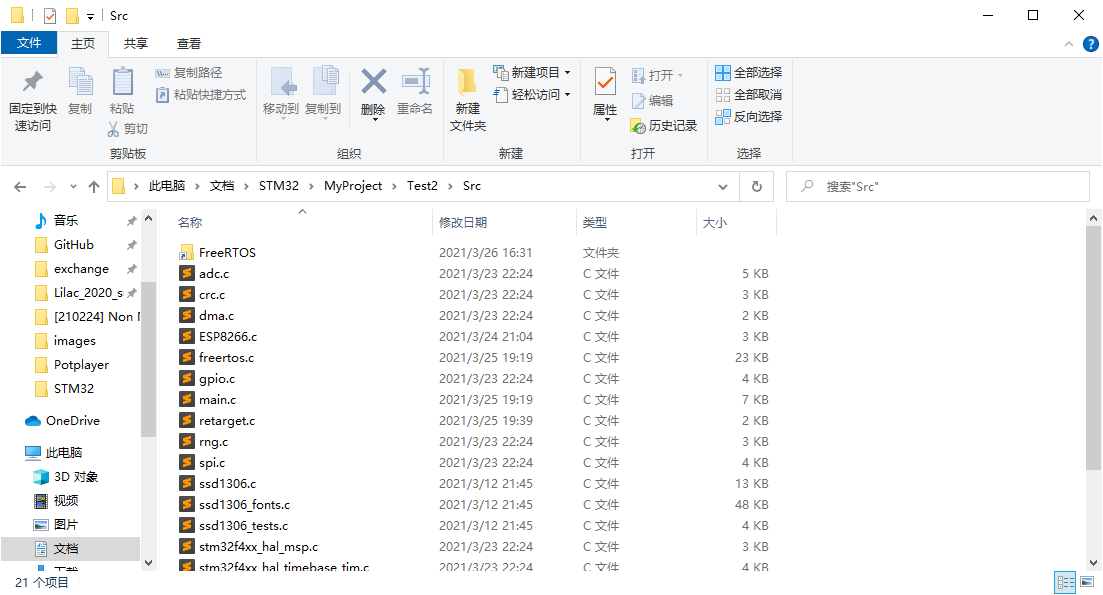 Src
文件 主页 共享 查看
固定到快速访问
复制
粘贴
复制路径
粘贴快捷方式
剪切
剪贴板
移动到
复制到
删除
重命名
组织
新建文件夹
新建项目
轻松访问
新建
属性
打开
编辑
历史记录
打开
全部选择
全部取消
反向选择
选择
此电脑 › 文档 › STM32 › MyProject › Test2 › Src
搜索"Src"
音乐
GitHub
exchange
Lilac_2020_s
[210224] Non
images
Potplayer
STM32
OneDrive
此电脑
3D 对象
视频
图片
文档
名称 修改日期 类型 大小
FreeRTOS 2021/3/26 16:31 文件夹
adc.c 2021/3/23 22:24 C 文件 5 KB
crc.c 2021/3/23 22:24 C 文件 3 KB
dma.c 2021/3/23 22:24 C 文件 2 KB
ESP8266.c 2021/3/24 21:04 C 文件 3 KB
freertos.c 2021/3/25 19:19 C 文件 23 KB
gpio.c 2021/3/23 22:24 C 文件 4 KB
main.c 2021/3/25 19:19 C 文件 7 KB
retarget.c 2021/3/25 19:39 C 文件 2 KB
rng.c 2021/3/23 22:24 C 文件 3 KB
spi.c 2021/3/23 22:24 C 文件 4 KB
ssd1306.c 2021/3/12 21:45 C 文件 13 KB
ssd1306_fonts.c 2021/3/12 21:45 C 文件 48 KB
ssd1306_tests.c 2021/3/12 21:45 C 文件 4 KB
stm32f4xx_hal_msp.c 2021/3/23 22:24 C 文件 3 KB
stm32f4xx_hal_timebase_tim.c 2021/3/23 22:24 C 文件 4 KB
21 个项目